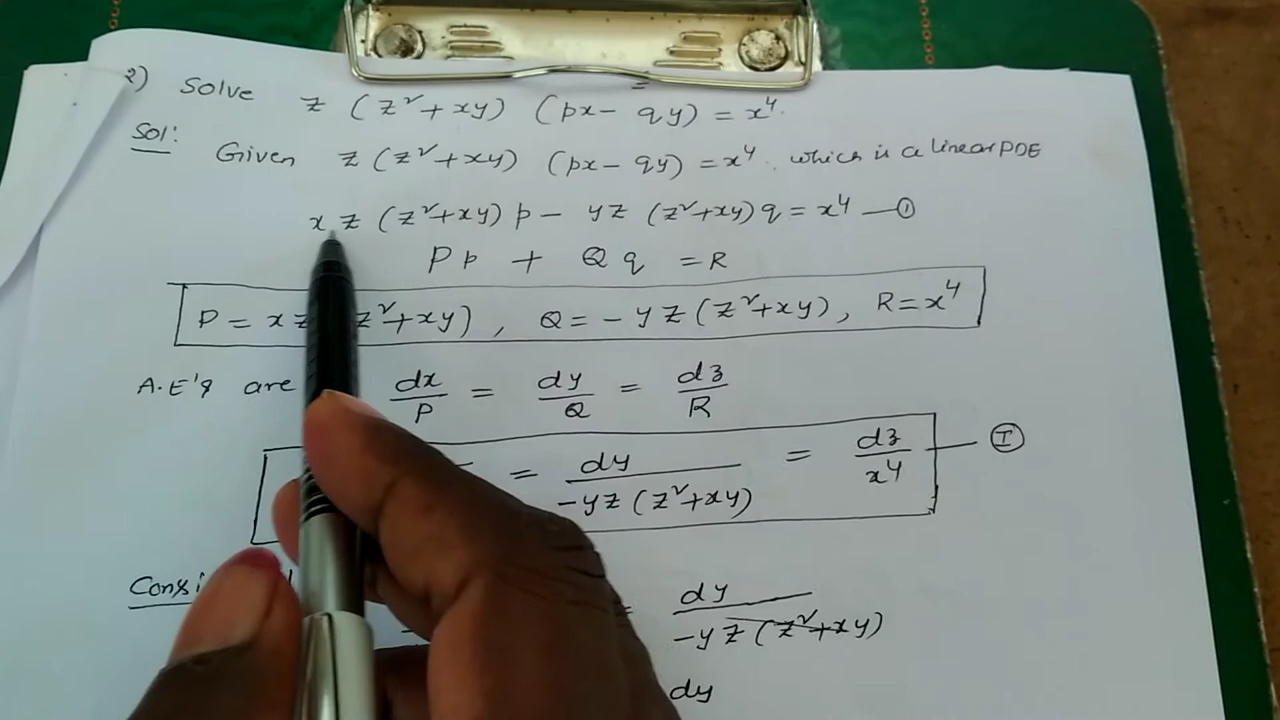 2) Solve z (z²+xy) (px - qy) = x⁴.
Sol: Given z (z²+xy) (px - qy) = x⁴. which is a linear PDE
xz (z²+xy) p - yz (z²+xy) q = x⁴ — ①
Pp + Qq = R
P = xz (z²+xy), Q = -yz (z²+xy), R = x⁴
A.E's are dx/P = dy/Q = dz/R
= dy/-yz (z²+xy) = dz/x⁴ — Ⓘ
= dy/-yz (z²+xy)
dy